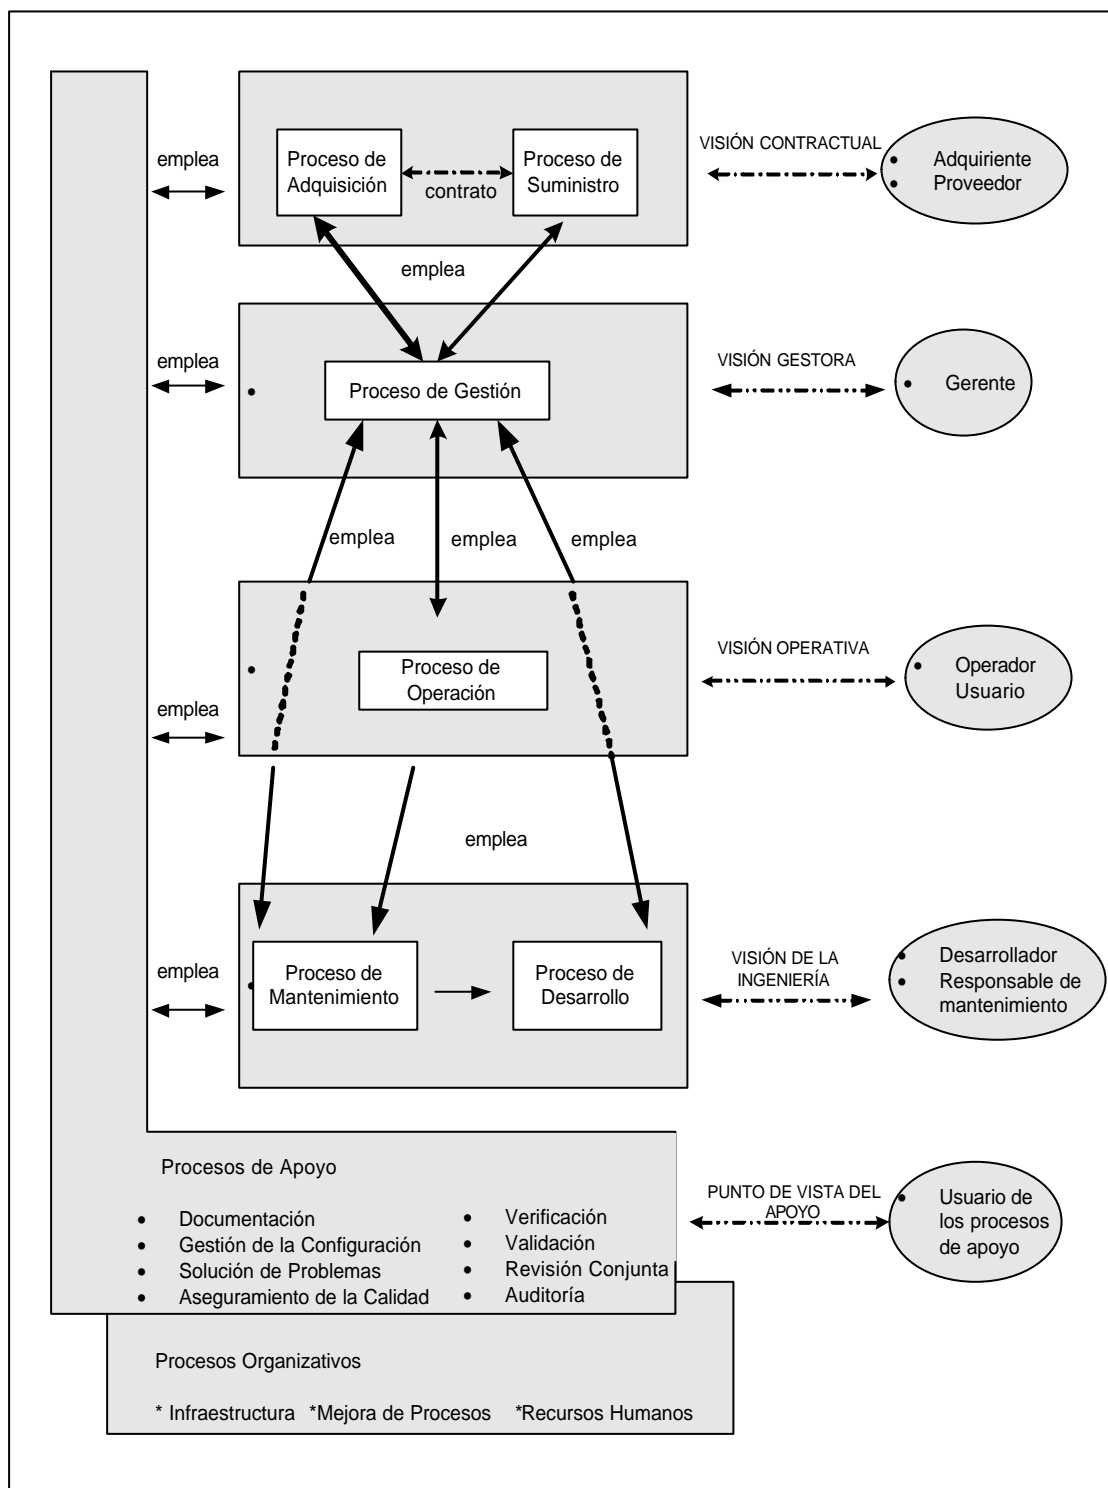 emplea
Proceso de
Adquisición
contrato
Proceso de
Suministro
VISIÓN CONTRACTUAL
• Adquiriente
• Proveedor
emplea
emplea
• Proceso de Gestión
VISIÓN GESTORA
• Gerente
emplea
emplea
emplea
emplea
• Proceso de
Operación
VISIÓN OPERATIVA
• Operador
Usuario
emplea
emplea
• Proceso de
Mantenimiento
Proceso de
Desarrollo
VISIÓN DE LA
INGENIERÍA
• Desarrollador
• Responsable de
mantenimiento
Procesos de Apoyo
• Documentación
• Gestión de la Configuración
• Solución de Problemas
• Aseguramiento de la Calidad
• Verificación
• Validación
• Revisión Conjunta
• Auditoría
PUNTO DE VISTA DEL
APOYO
• Usuario de
los procesos
de apoyo
Procesos Organizativos
* Infraestructura *Mejora de Procesos *Recursos Humanos